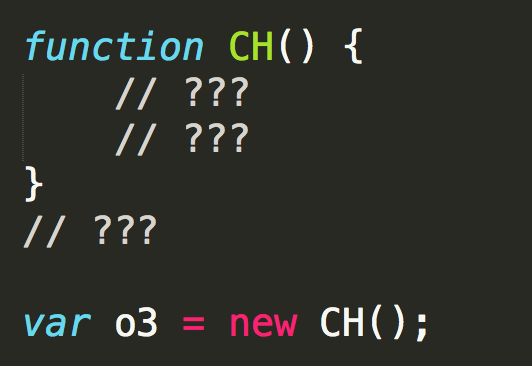 function CH() {
    // ???
    // ???
}
// ???
var o3 = new CH();